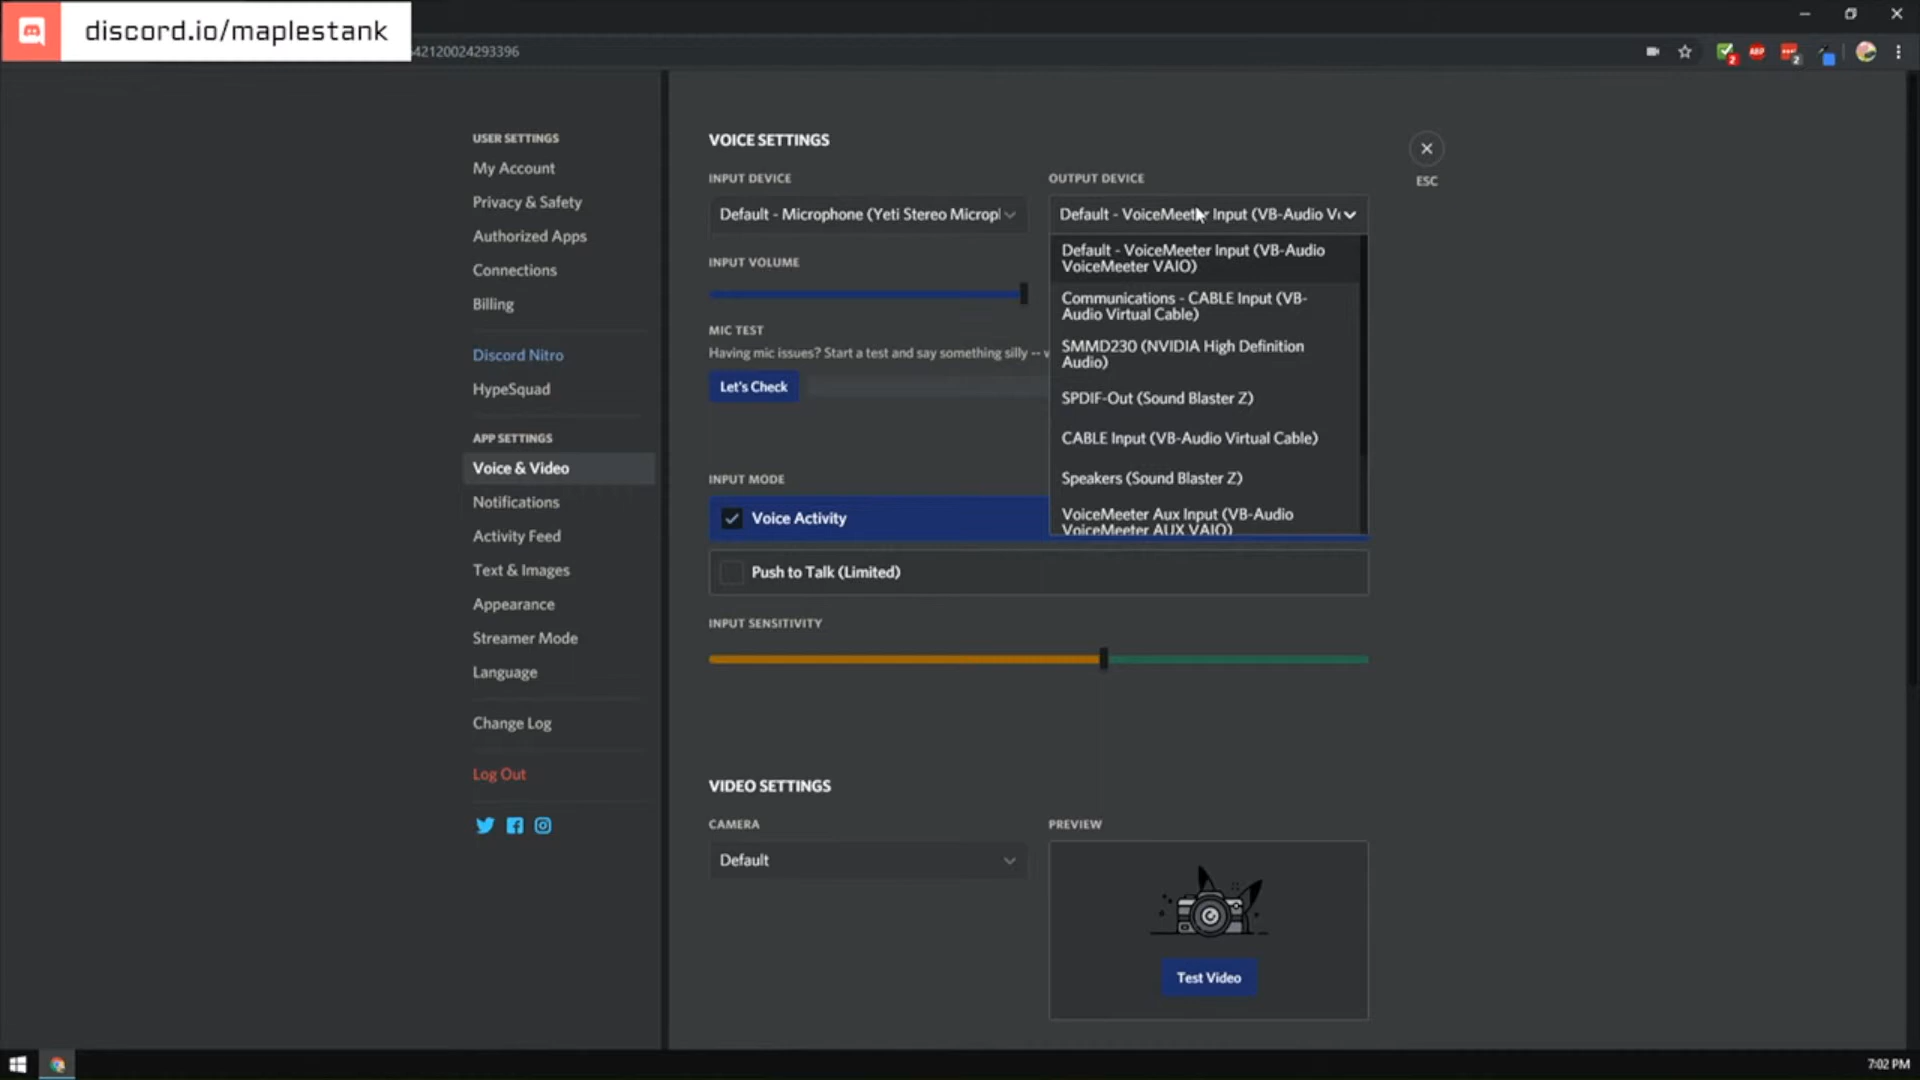 discord.io/maplestank
42120024293396
2
ABP
2
USER SETTINGS
My Account
Privacy & Safety
Authorized Apps
Connections
Billing
Discord Nitro
HypeSquad
APP SETTINGS
Voice & Video
Notifications
Activity Feed
Text & Images
Appearance
Streamer Mode
Language
Change Log
Log Out
VOICE SETTINGS
INPUT DEVICE
Default - Microphone (Yeti Stereo Microp
INPUT VOLUME
MIC TEST
Having mic issues? Start a test and say something silly --
Let's Check
OUTPUT DEVICE
Default - VoiceMeeter Input (VB-Audio V
Default - VoiceMeeter Input (VB-Audio
VoiceMeeter VAIO)
Communications - CABLE Input (VB-
Audio Virtual Cable)
SMMD230 (NVIDIA High Definition
Audio)
SPDIF-Out (Sound Blaster Z)
CABLE Input (VB-Audio Virtual Cable)
Speakers (Sound Blaster Z)
VoiceMeeter Aux Input (VB-Audio
VoiceMeeter AUX VAIO)
ESC
INPUT MODE
Voice Activity
Push to Talk (Limited)
INPUT SENSITIVITY
VIDEO SETTINGS
CAMERA
Default
PREVIEW
Test Video
7:02 PM